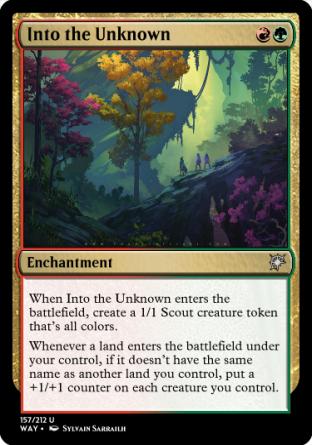 Into the Unknown
Enchantment
When Into the Unknown enters the
battlefield, create a 1/1 Scout creature token
that's all colors.
Whenever a land enters the battlefield under
your control, if it doesn't have the same
name as another land you control, put a
+1/+1 counter on each creature you control.
157/212 U
WAY • Sylvain Sarrailh